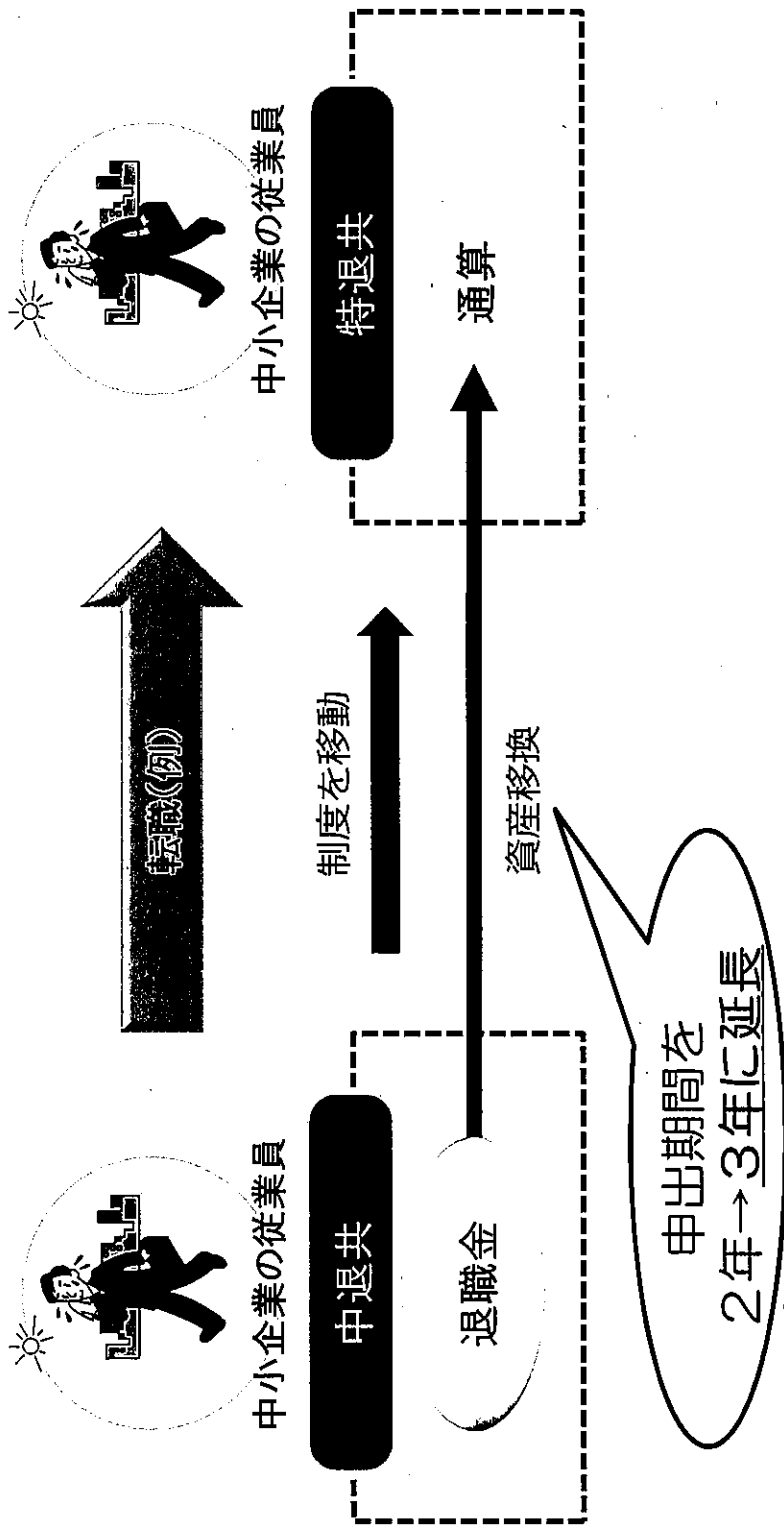 転職(例)
中小企業の従業員
中退共
退職金
制度を移動
資産移換
申出期間を
2年→3年に延長
中小企業の従業員
特退共
通算